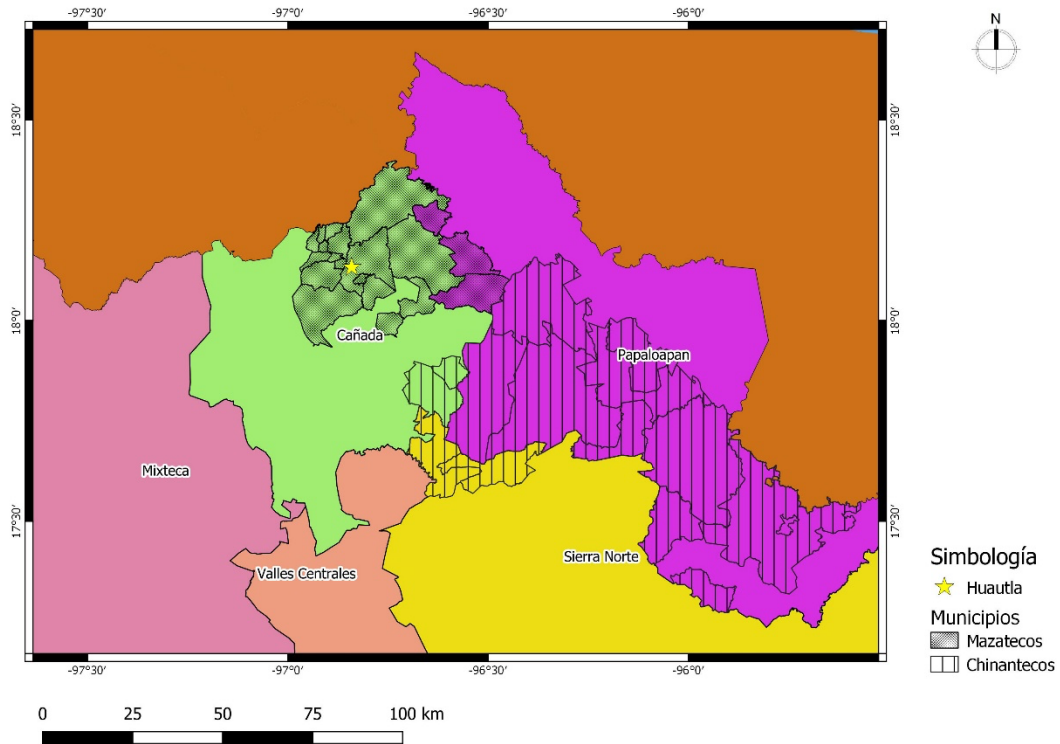 -97°30′ -97°0′ -96°30′ -96°0′
N
18°30′ 18°30′
18°0′ 18°0′
Cañada
Papaloapan
Mixteca
17°30′ 17°30′
Sierra Norte
Valles Centrales
Simbología
Huautla
Municipios
Mazatecos
Chinantecos
-97°30′ -97°0′ -96°30′ -96°0′
0 25 50 75 100 km